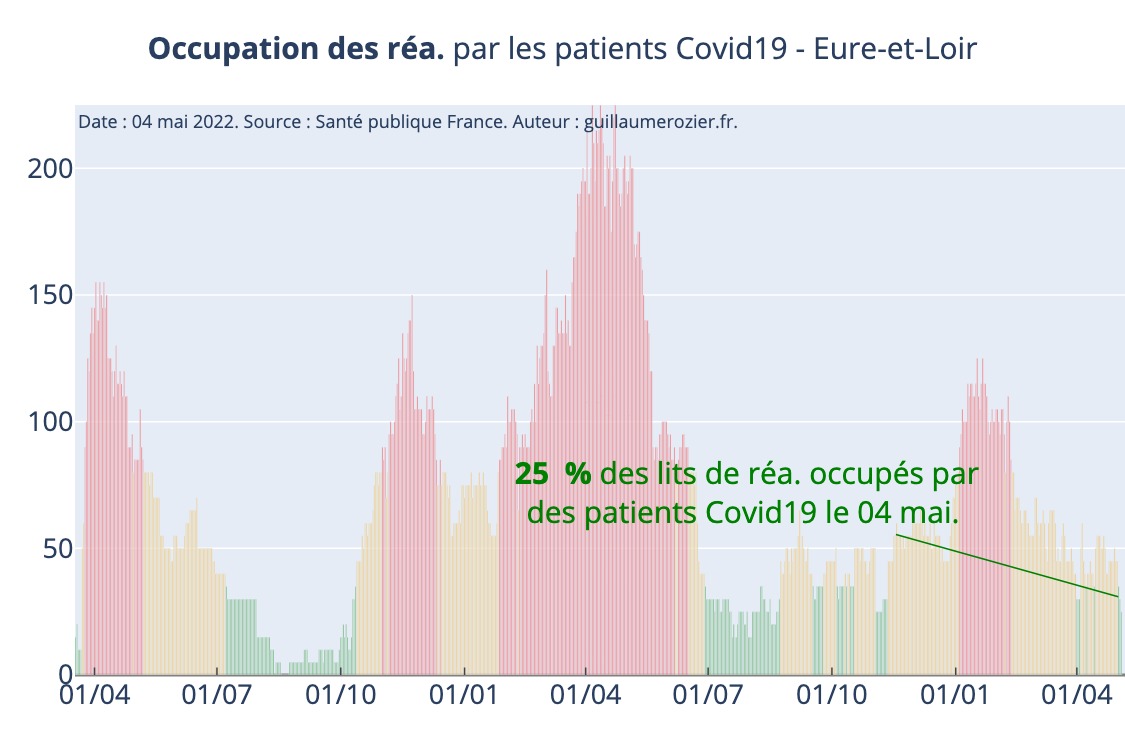 Occupation des réa. par les patients Covid19 - Eure-et-Loir
Date : 04 mai 2022. Source : Santé publique France. Auteur : guillaumerozier.fr.
200
150
100
25 % des lits de réa. occupés par
des patients Covid19 le 04 mai.
50
0
01/04 01/07 01/10 01/01 01/04 01/07 01/10 01/01 01/04